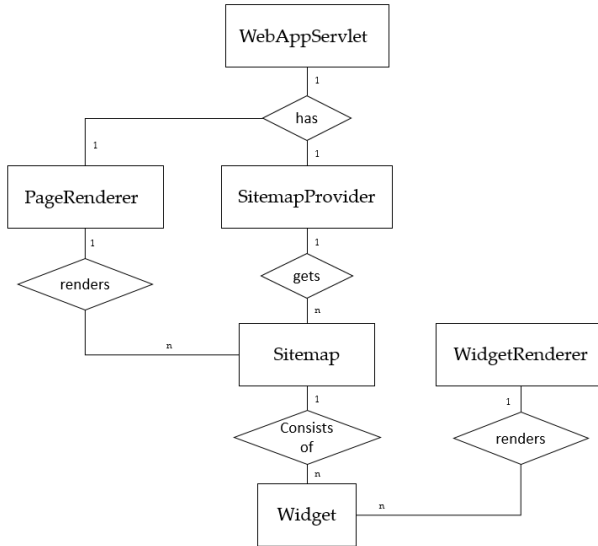 WebAppServlet
1
has
1
1
PageRenderer
SitemapProvider
1
1
renders
gets
n
n
Sitemap
WidgetRenderer
1
1
Consists
of
renders
n
n
Widget